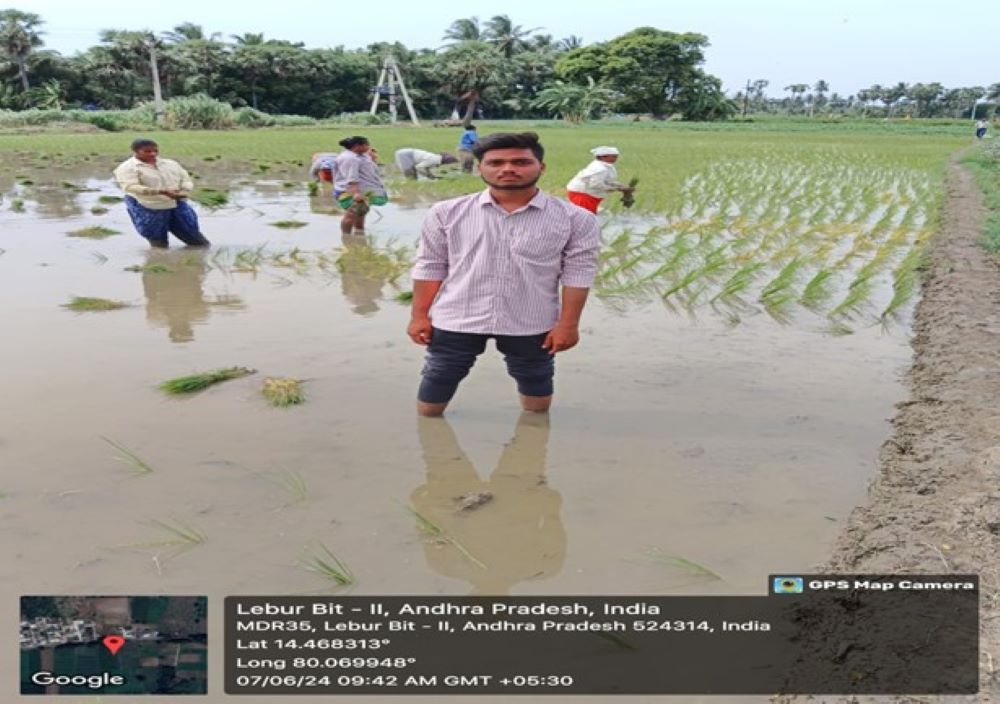 GPS Map Camera
Lebur Bit - II, Andhra Pradesh, India
MDR35, Lebur Bit - II, Andhra Pradesh 524314, India
Lat 14.468313°
Long 80.069948°
07/06/24 09:42 AM GMT +05:30
Google